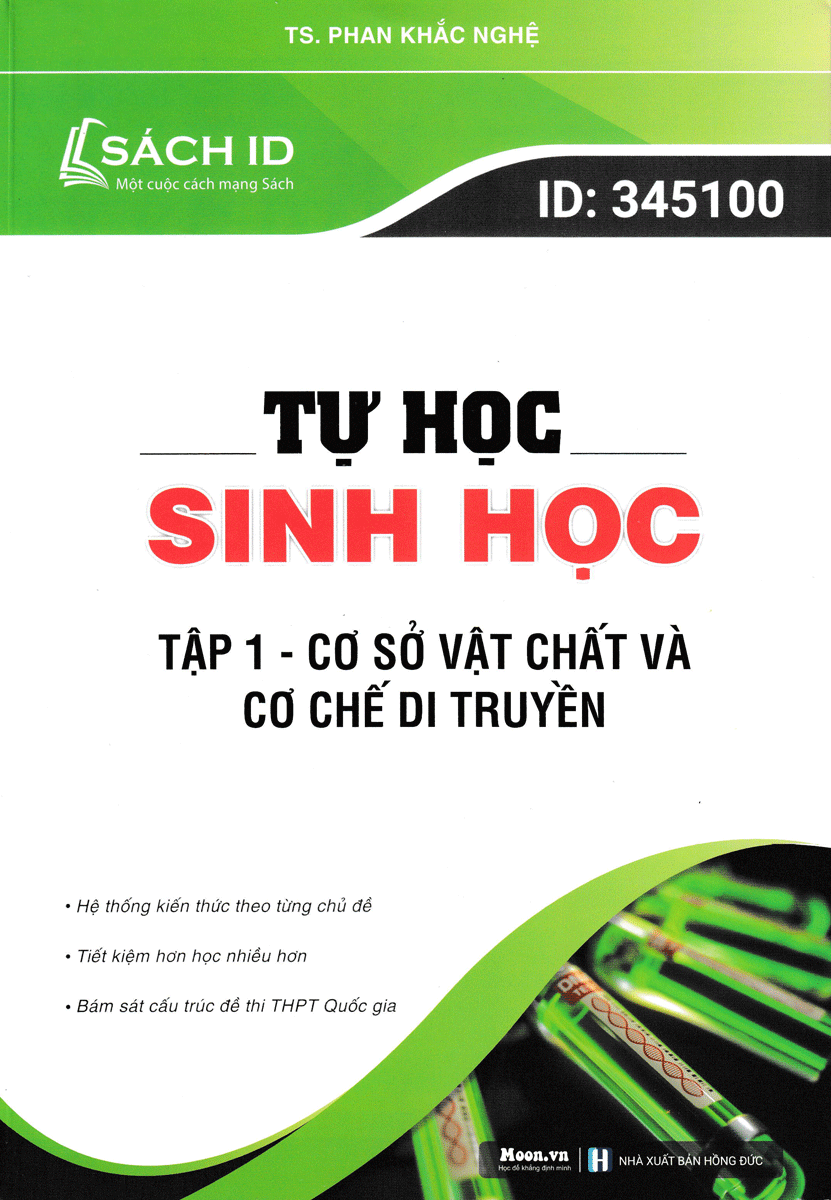 TS. PHAN KHẮC NGHỆ
SÁCH ID
Một cuộc cách mạng Sách
ID: 345100
TỰ HỌC
SINH HỌC
TẬP 1 - CƠ SỞ VẬT CHẤT VÀ
CƠ CHẾ DI TRUYỀN
• Hệ thống kiến thức theo từng chủ đề
• Tiết kiệm hơn học nhiều hơn
• Bám sát cấu trúc đề thi THPT Quốc gia
Moon.vn
Học để khẳng định mình
H NHÀ XUẤT BẢN HỒNG ĐỨC